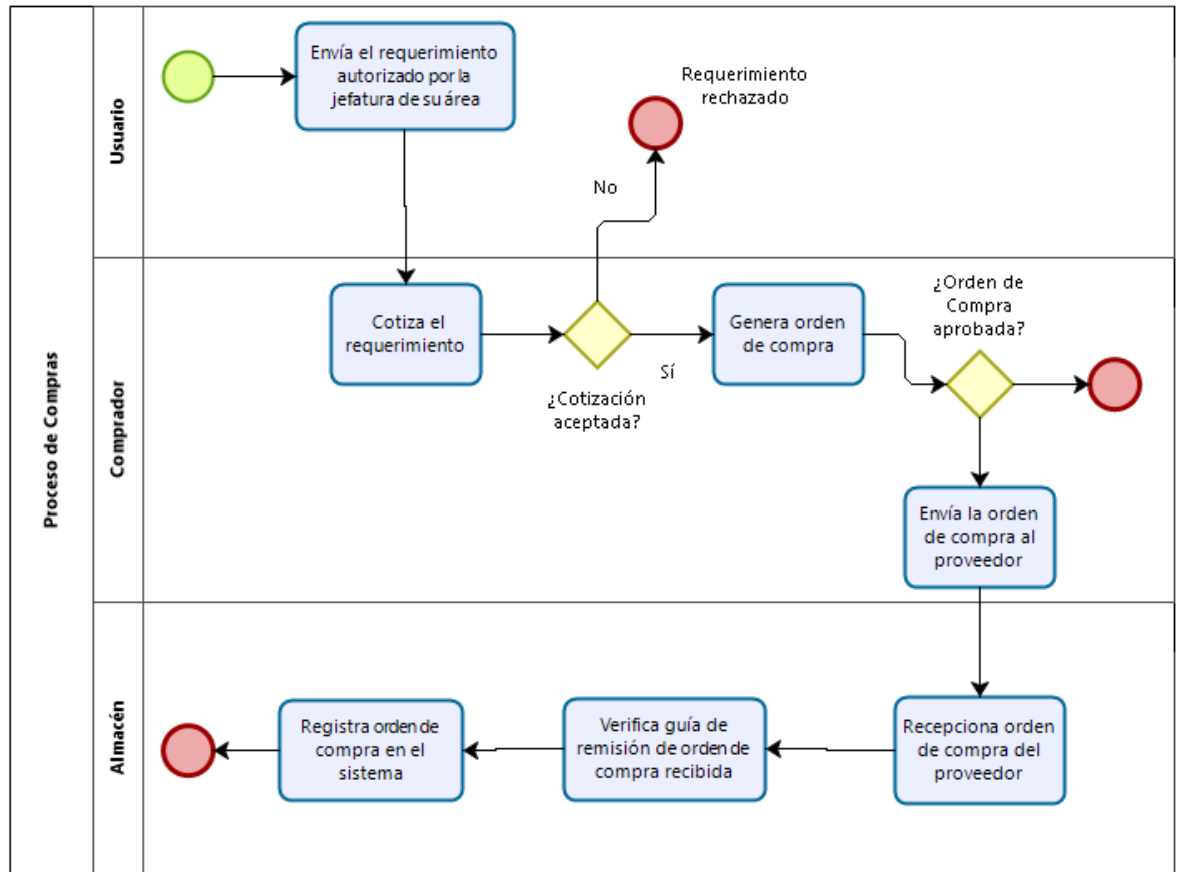 Proceso de Compras
Usuario
Envía el requerimiento
autorizado por la
jefatura de su área
Requerimiento
rechazado
No
Comprador
Cotiza el
requerimiento
¿Cotización
aceptada?
Sí
Genera orden
de compra
¿Orden de
Compra
aprobada?
Envía la orden
de compra al
proveedor
Almacén
Registra orden de
compra en el
sistema
Verifica guía de
remisión de orden de
compra recibida
Recepciona orden
de compra del
proveedor